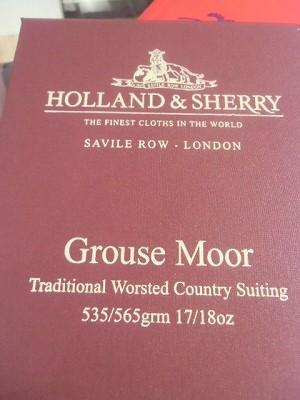 HOLLAND & SHERRY
THE FINEST CLOTHS IN THE WORLD
SAVILE ROW - LONDON
Grouse Moor
Traditional Worsted Country Suiting
535/565grm 17/18oz